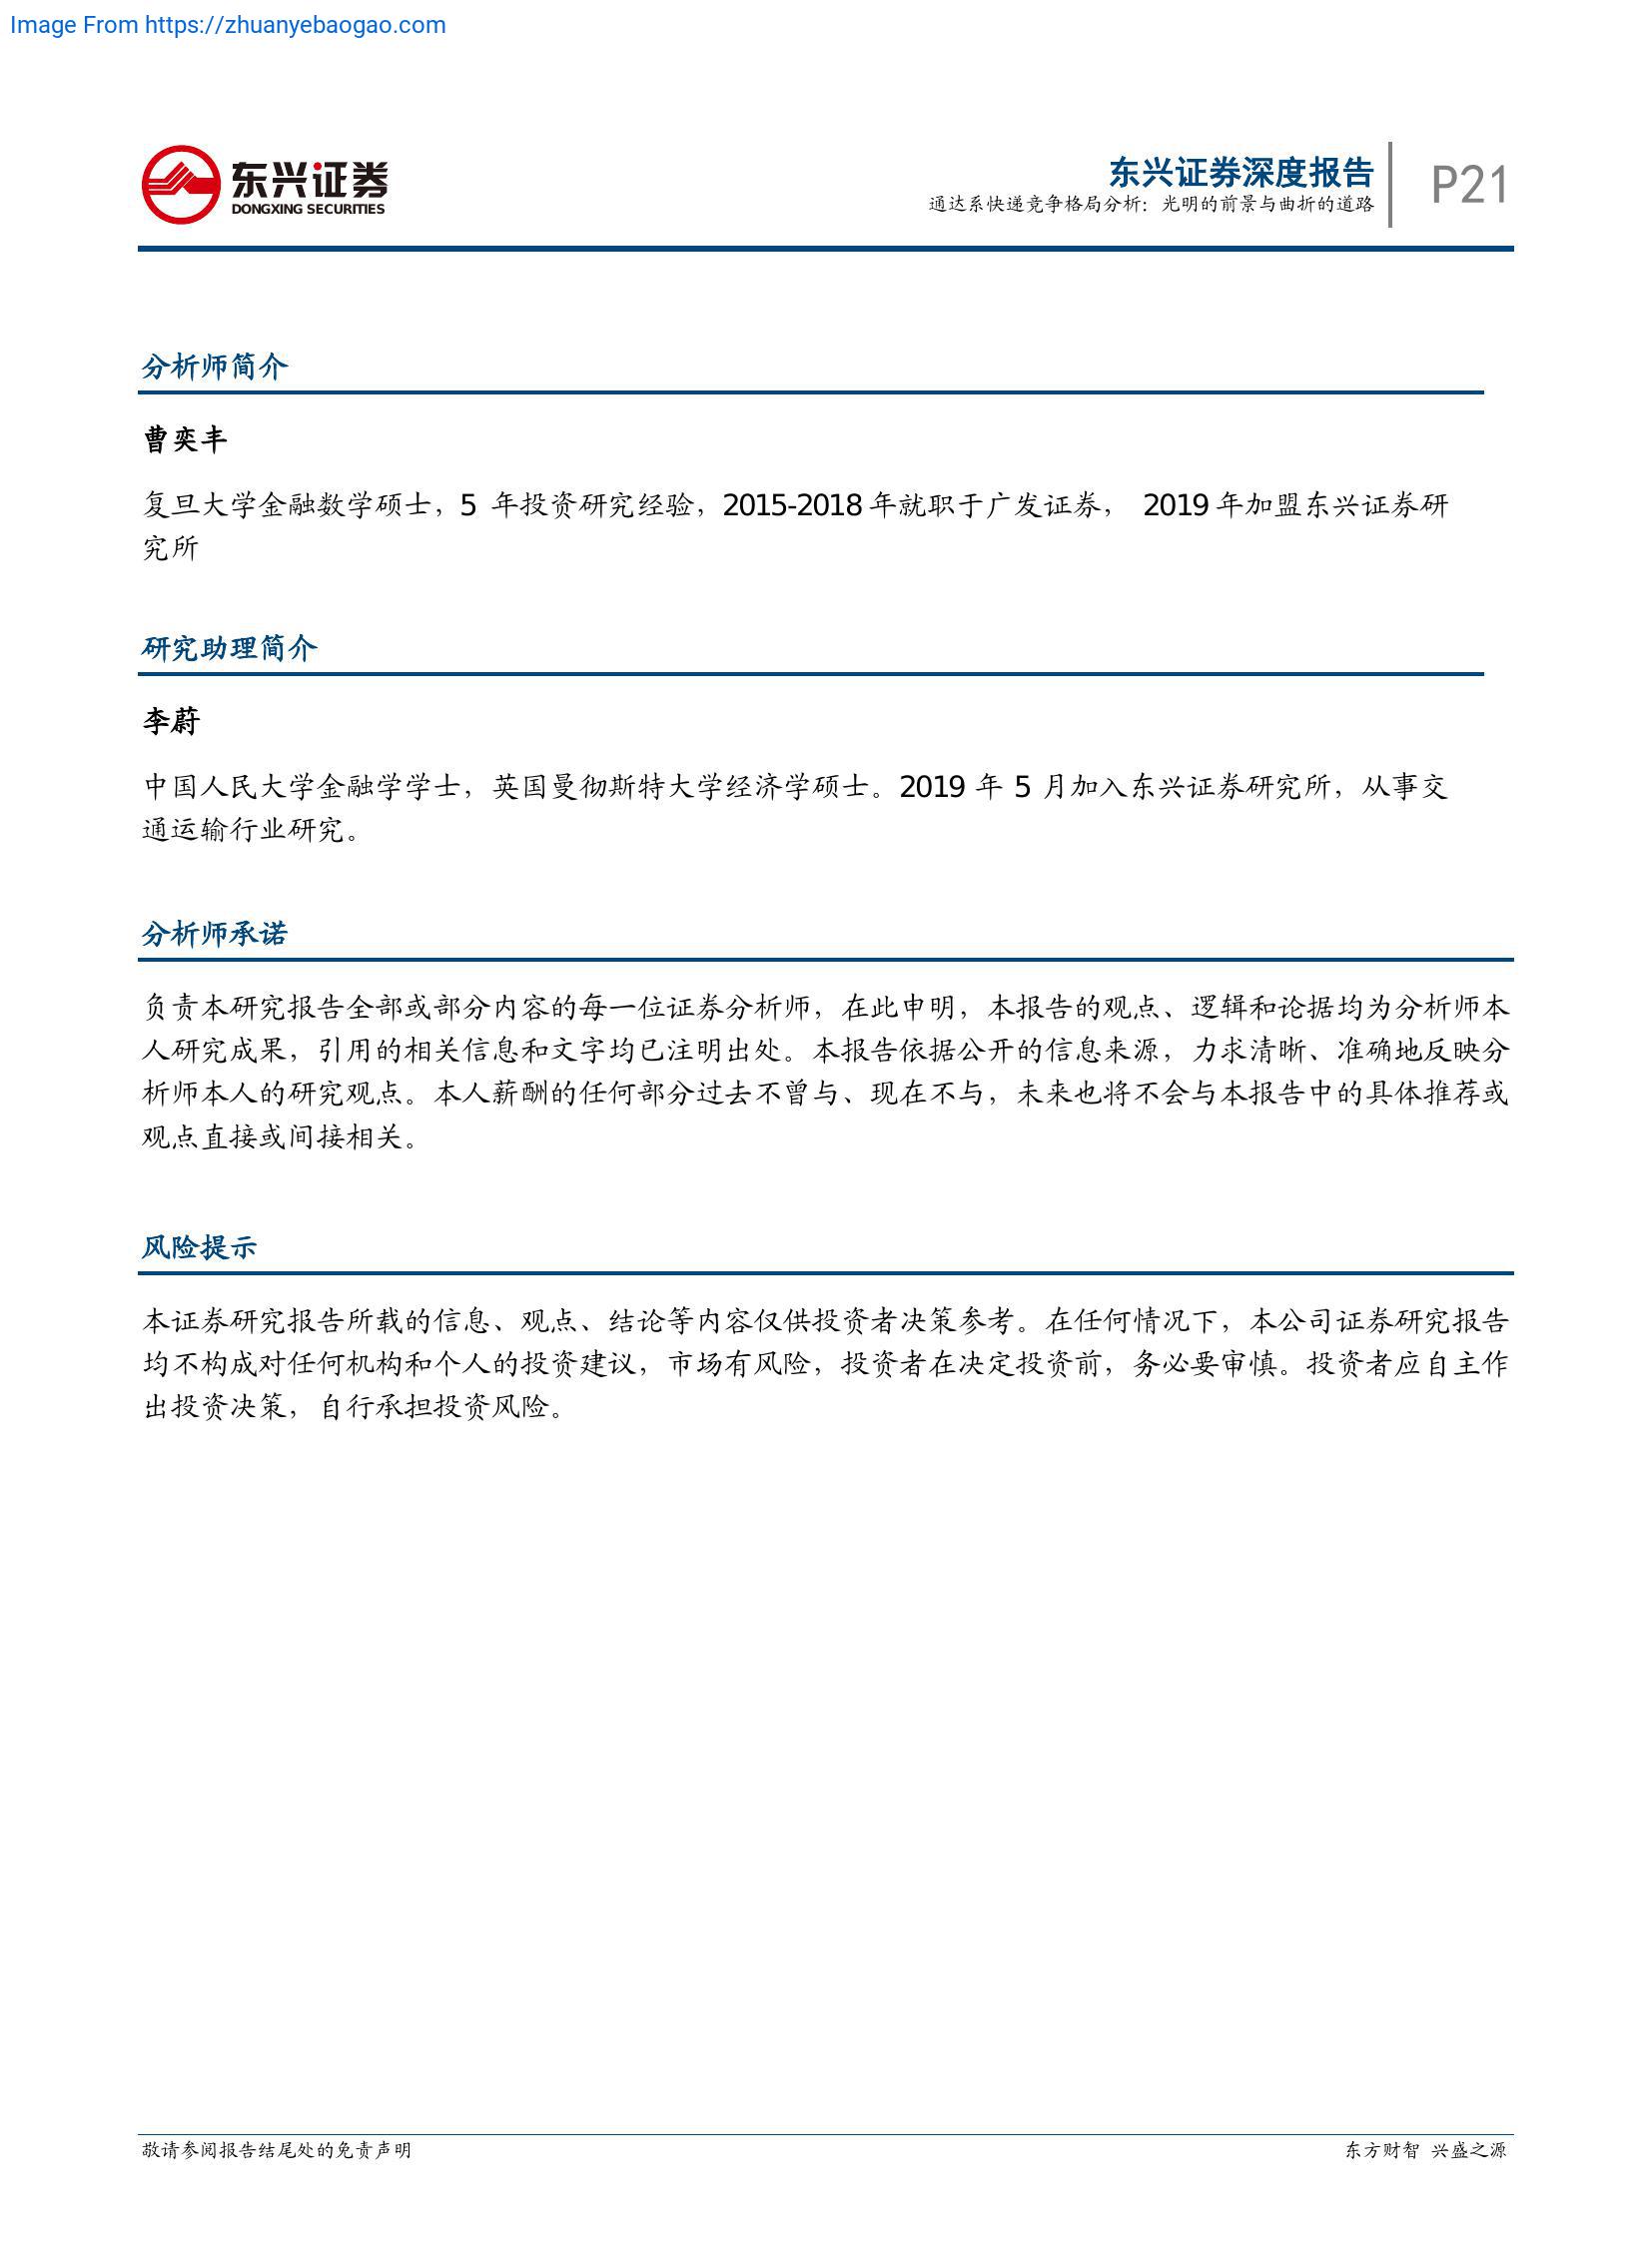 Image From https://zhuanyebaogao.com
东兴证券
DONGXING SECURITIES
东兴证券深度报告
通达系快递竞争格局分析：光明的前景与曲折的道路
P21
分析师简介
曹奕丰
复旦大学金融数学硕士，5 年投资研究经验，2015-2018 年就职于广发证券， 2019 年加盟东兴证券研
究所
研究助理简介
李蔚
中国人民大学金融学学士，英国曼彻斯特大学经济学硕士。2019 年 5 月加入东兴证券研究所，从事交
通运输行业研究。
分析师承诺
负责本研究报告全部或部分内容的每一位证券分析师，在此申明，本报告的观点、逻辑和论据均为分析师本
人研究成果，引用的相关信息和文字均已注明出处。本报告依据公开的信息来源，力求清晰、准确地反映分
析师本人的研究观点。本人薪酬的任何部分过去不曾与、现在不与，未来也将不会与本报告中的具体推荐或
观点直接或间接相关。
风险提示
本证券研究报告所载的信息、观点、结论等内容仅供投资者决策参考。在任何情况下，本公司证券研究报告
均不构成对任何机构和个人的投资建议，市场有风险，投资者在决定投资前，务必要审慎。投资者应自主作
出投资决策，自行承担投资风险。
敬请参阅报告结尾处的免责声明
东方财智 兴盛之源